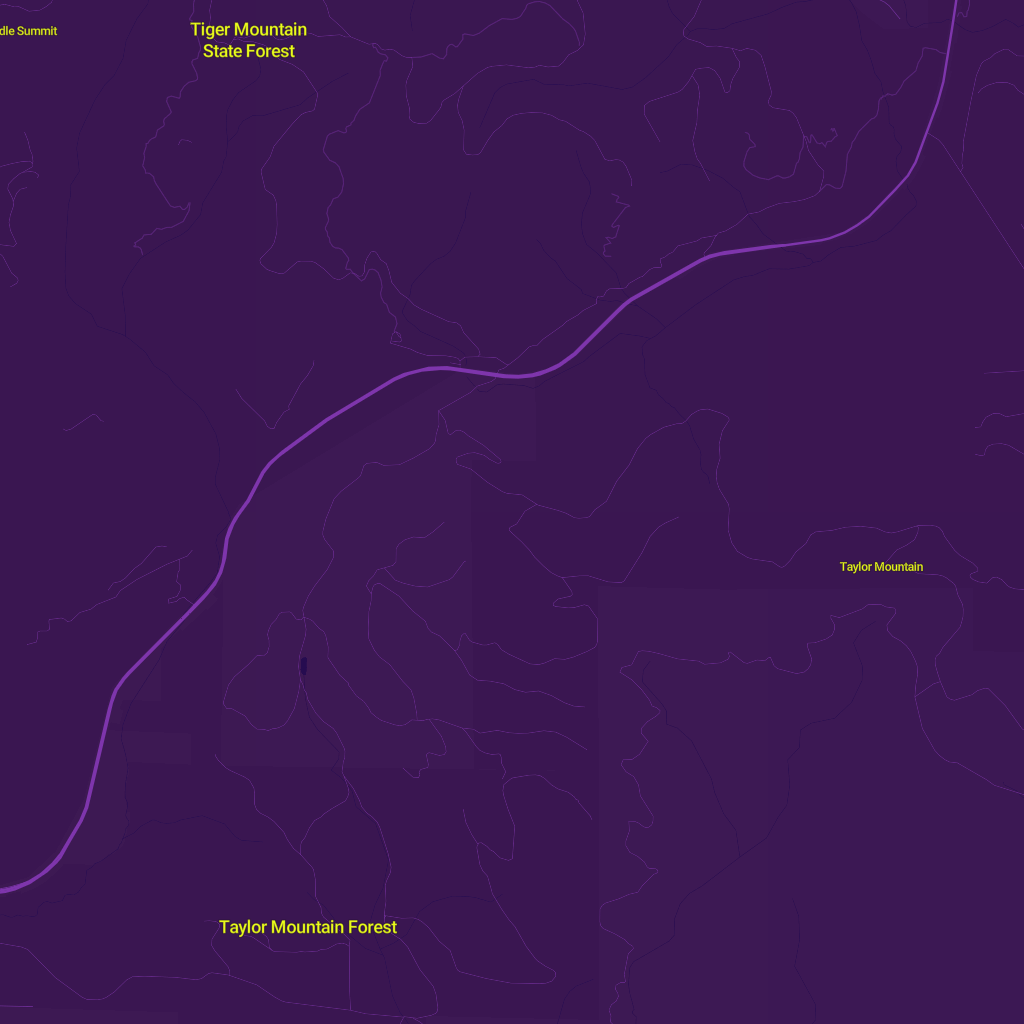 dle Summit
Tiger Mountain
State Forest
Taylor Mountain
Taylor Mountain Forest